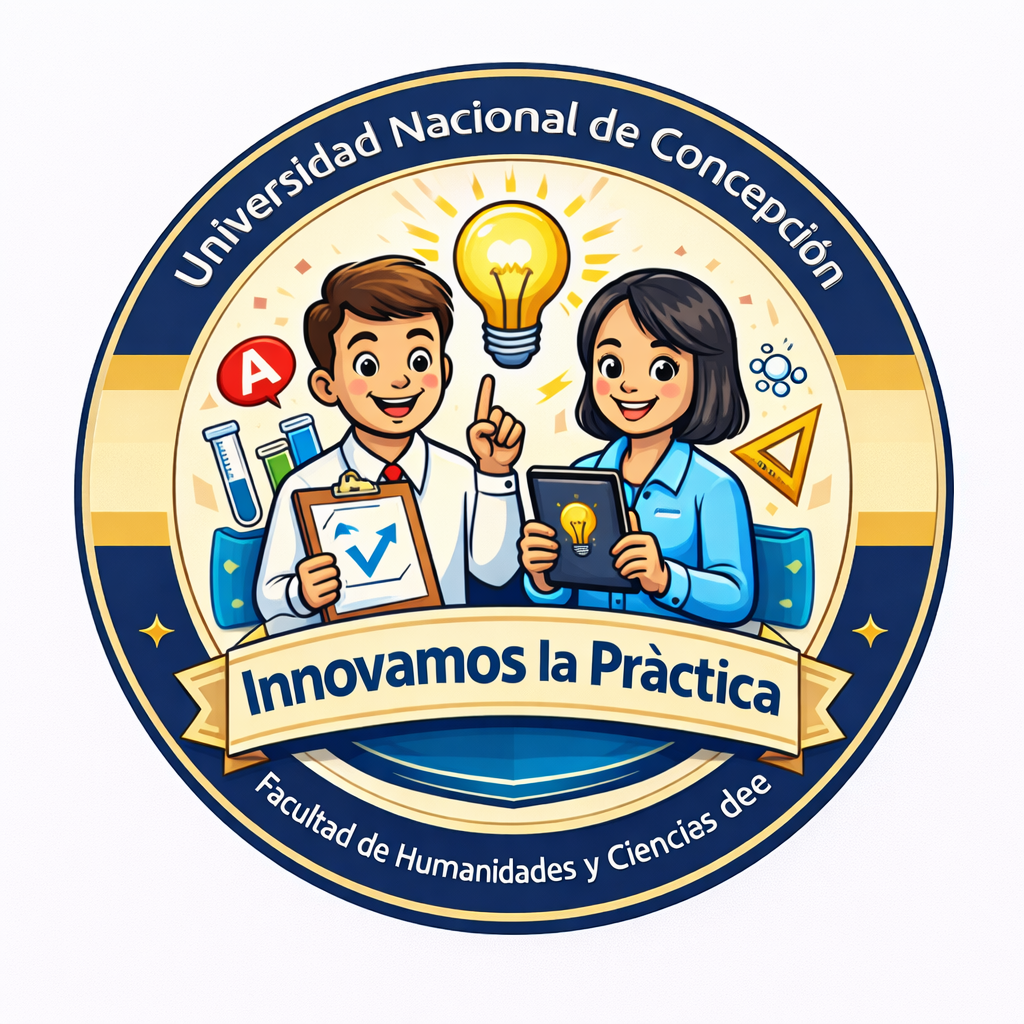 Universidad Nacional de Concepción
A
Innovamos la Pràctica
Facultad de Humanidades y Ciencias dee